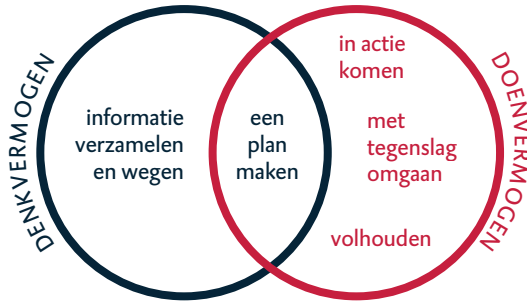 DENKVERMOGEN
informatie
verzamelen
en wegen
een
plan
maken
in actie
komen
met
tegenslag
omgaan
volhouden
DOENVERMOGEN